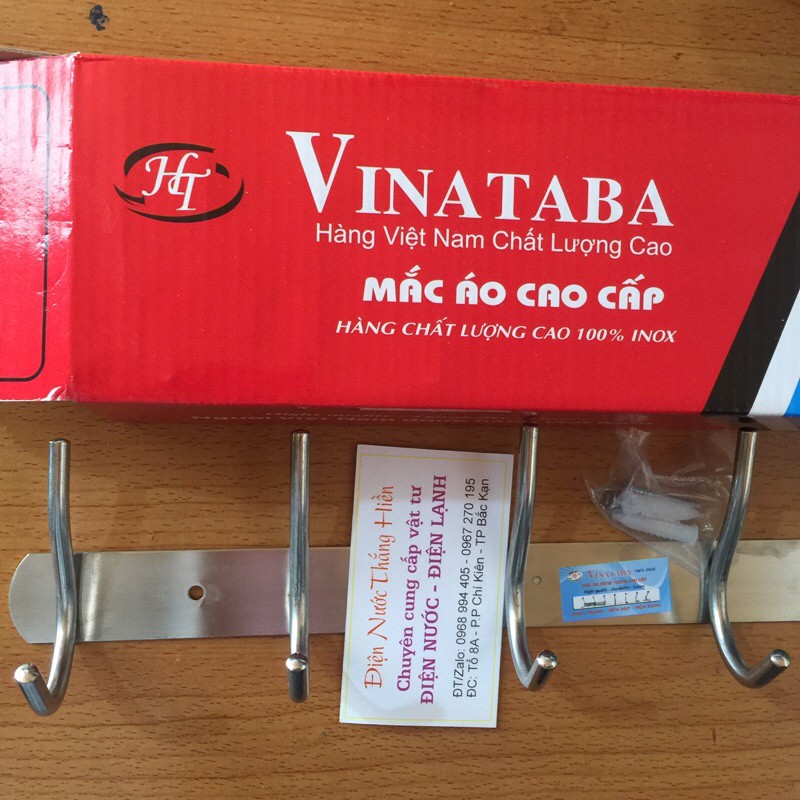 HT
VINATABA
Hàng Việt Nam Chất Lượng Cao
MẮC ÁO CAO CẤP
HÀNG CHẤT LƯỢNG CAO 100% INOX
Điện Nước Thắng Hiền
Chuyên cung cấp vật tư
ĐIỆN NƯỚC - ĐIỆN LẠNH
ĐT/Zalo: 0968 994 405 - 0967 270 195
ĐC: Tổ 8A - P.P Chí Kiên - TP Bắc Kạn
VINATABA